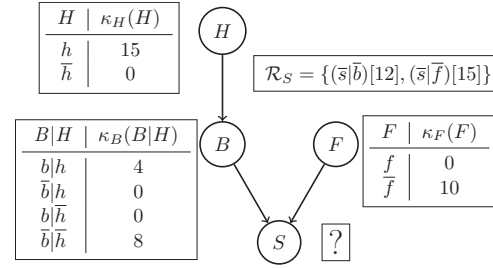 H | κ_H(H)
h | 15
h̅ | 0
H
ℛ_S = {(s̅|b̅)[12], (s̅|f̅)[15]}
B|H | κ_B(B|H)
b|h | 4
b̅|h | 0
b|h̅ | 0
b̅|h̅ | 8
B
F
F | κ_F(F)
f | 0
f̅ | 10
S
?